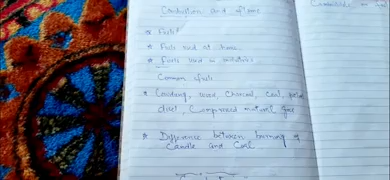 Combustion and flame
* Fuels?
* Fuels used at home
* Fuels used in industries
Common fuels
* Cowdung, wood, Charcoal, Coal, petrol
diesel, Compressed natural gas
* Difference between burning of
Candle and Coal